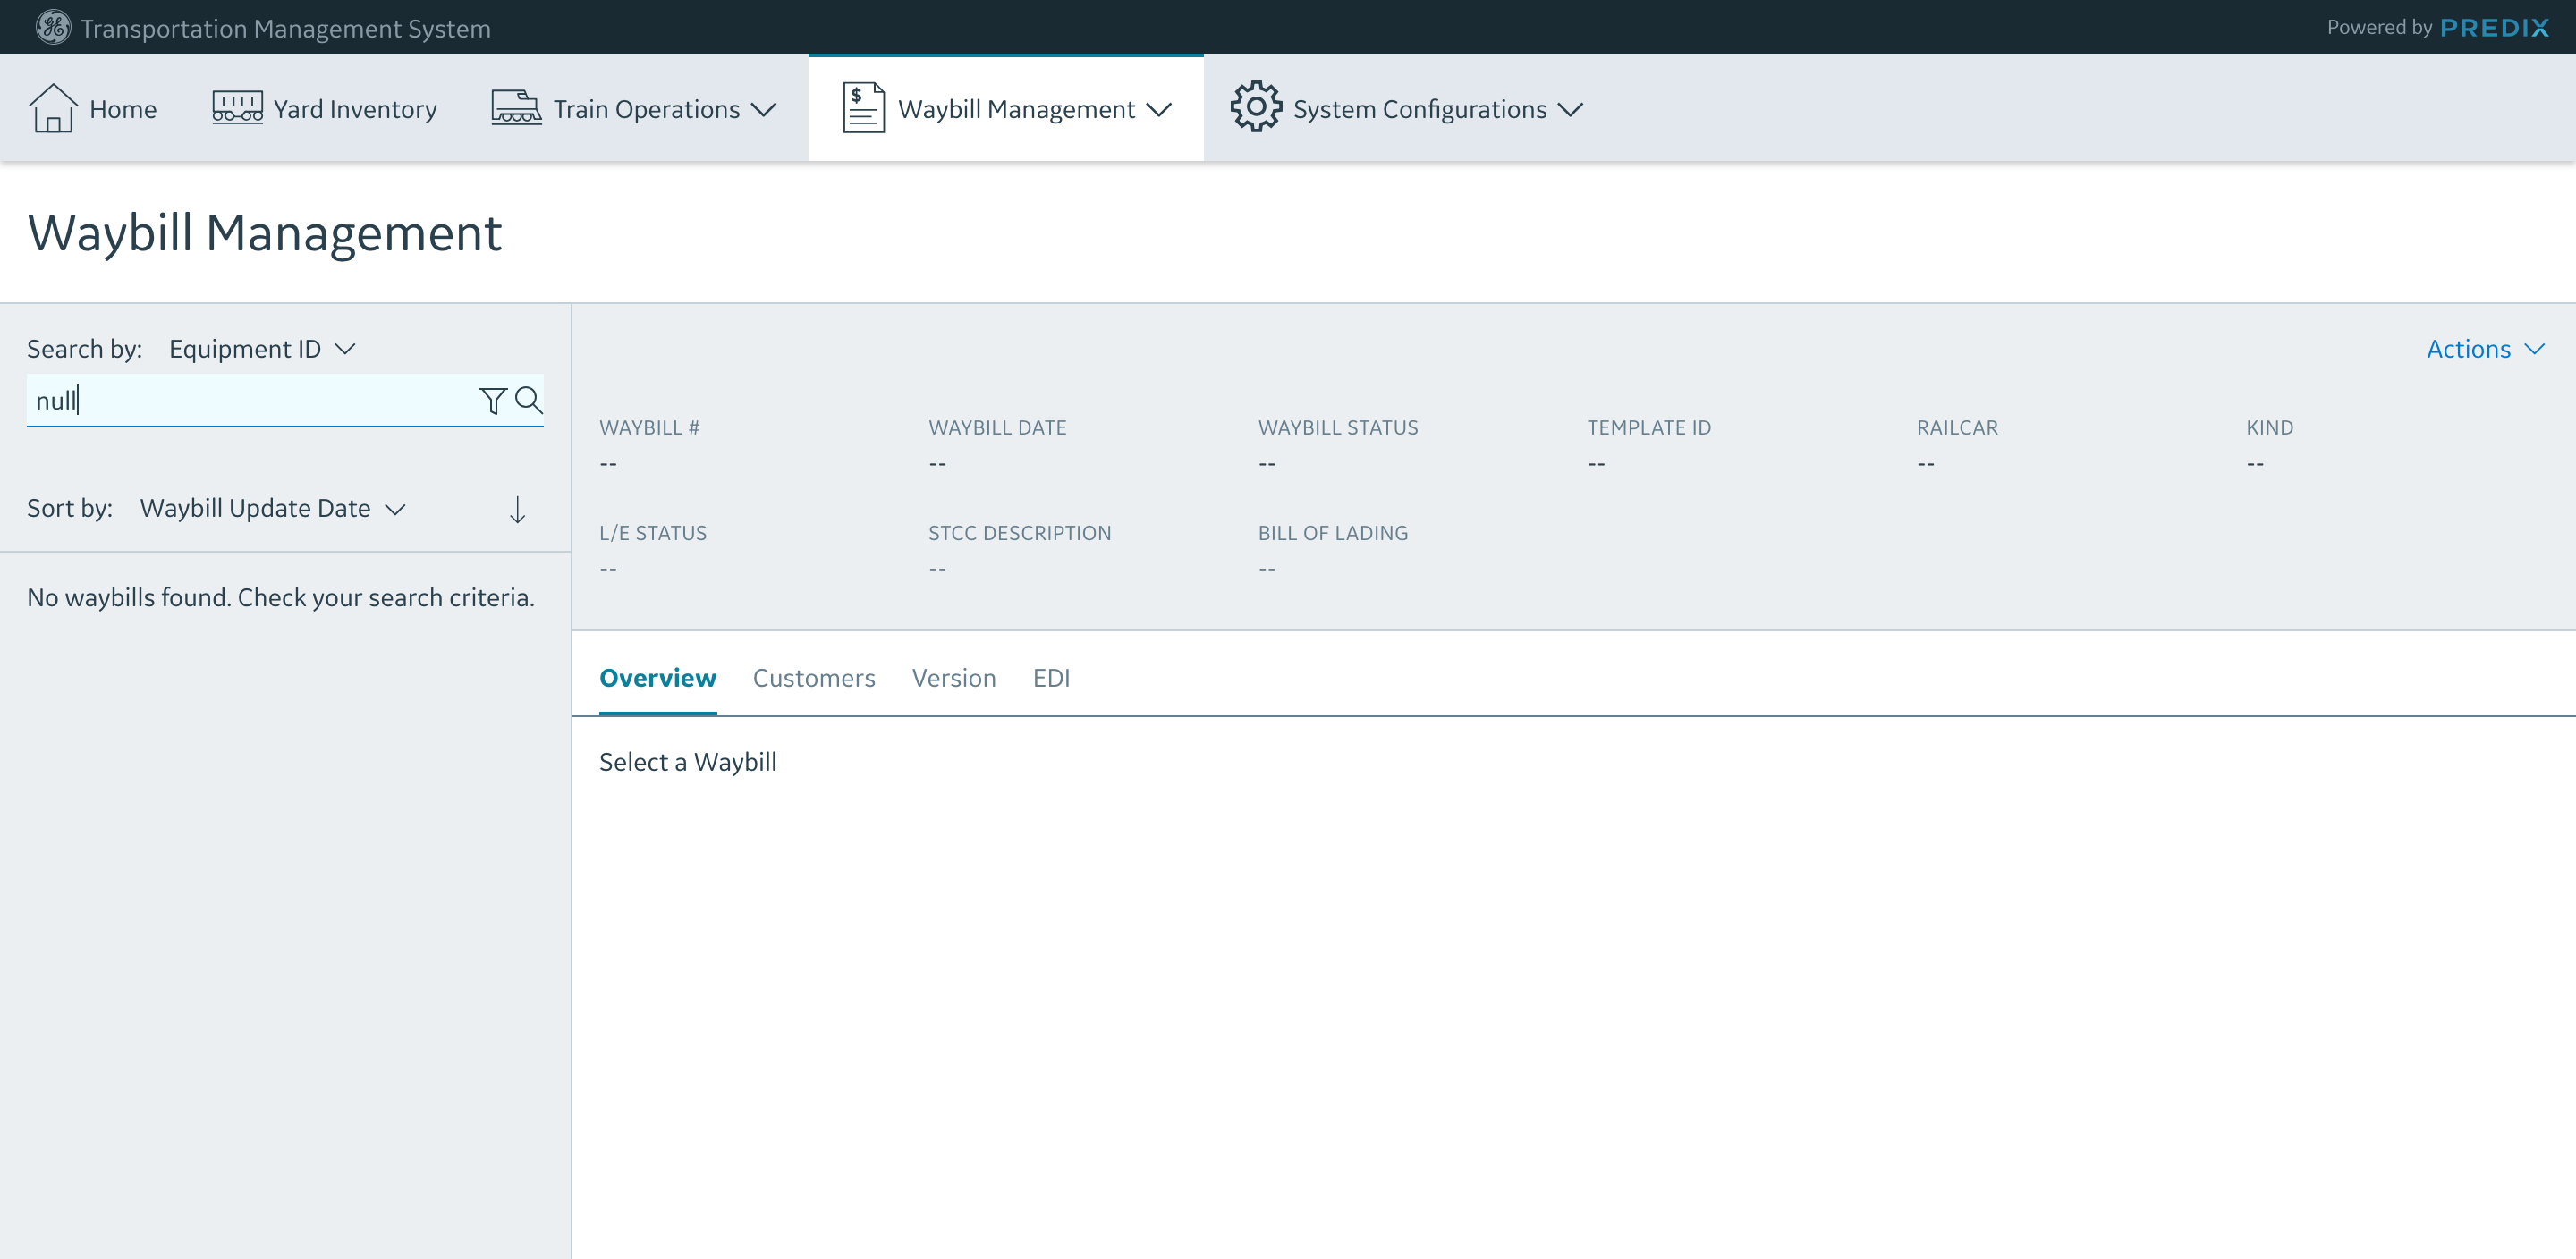 Transportation Management System
Powered by PREDIX
Home
Yard Inventory
Train Operations
$
Waybill Management
System Configurations
Waybill Management
Search by: Equipment ID
null
Sort by: Waybill Update Date
No waybills found. Check your search criteria.
Actions
WAYBILL # WAYBILL DATE WAYBILL STATUS TEMPLATE ID RAILCAR KIND
-- -- -- -- -- --
L/E STATUS STCC DESCRIPTION BILL OF LADING
-- -- --
Overview Customers Version EDI
Select a Waybill